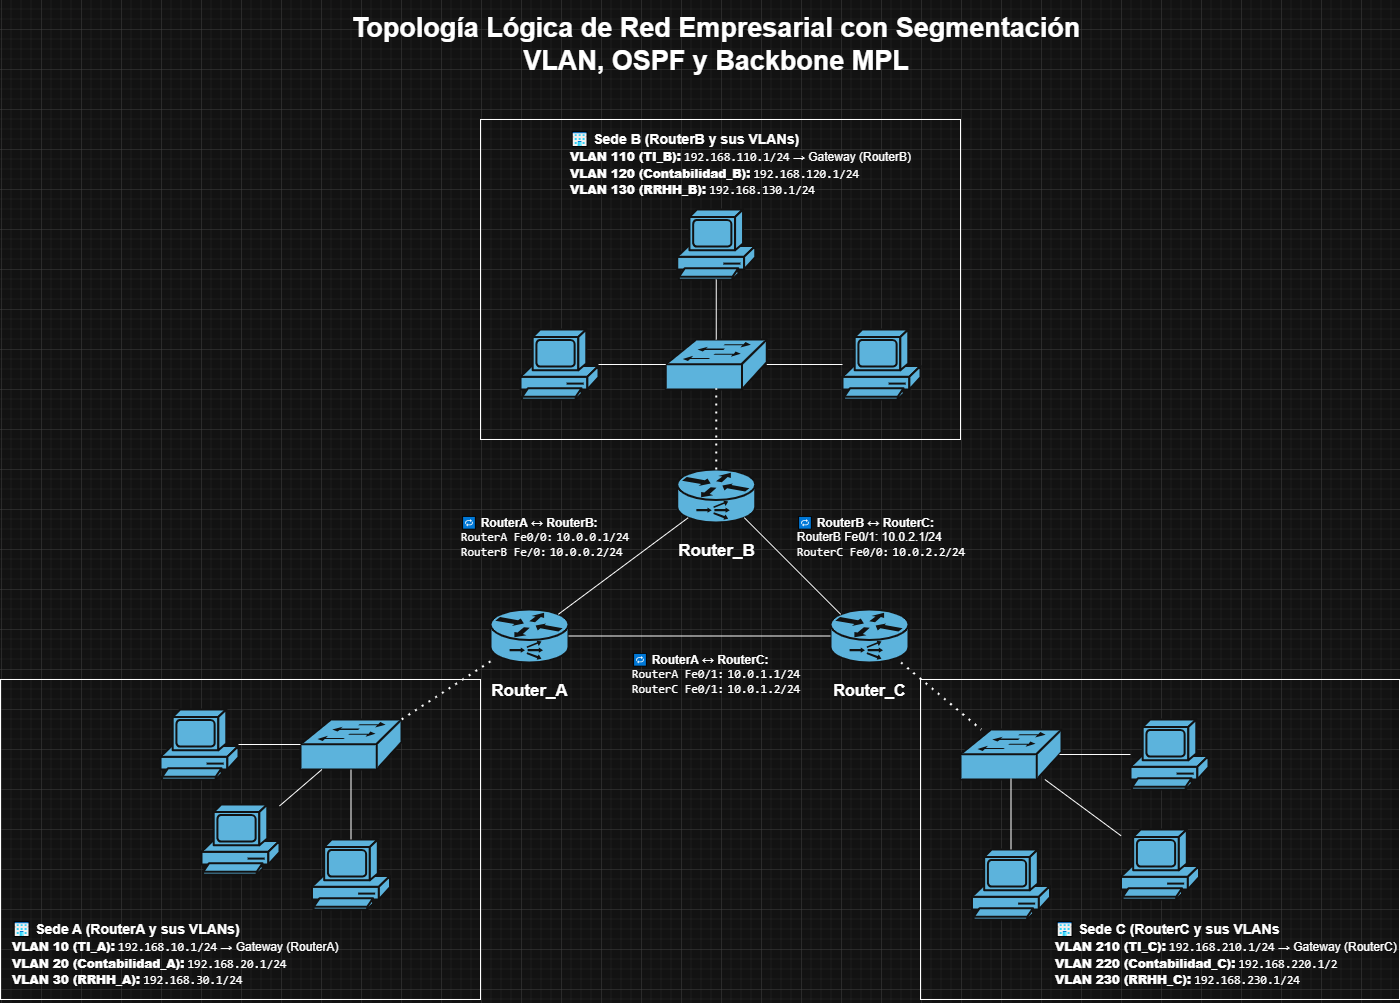 Topología Lógica de Red Empresarial con Segmentación
VLAN, OSPF y Backbone MPL
Sede B (RouterB y sus VLANs)
VLAN 110 (TI_B): 192.168.110.1/24 → Gateway (RouterB)
VLAN 120 (Contabilidad_B): 192.168.120.1/24
VLAN 130 (RRHH_B): 192.168.130.1/24
RouterA ↔ RouterB:
RouterA Fe0/0: 10.0.0.1/24
RouterB Fe/0: 10.0.0.2/24
Router_B
RouterB ↔ RouterC:
RouterB Fe0/1: 10.0.2.1/24
RouterC Fe0/0: 10.0.2.2/24
RouterA ↔ RouterC:
RouterA Fe0/1: 10.0.1.1/24
RouterC Fe0/1: 10.0.1.2/24
Router_A
Router_C
Sede A (RouterA y sus VLANs)
VLAN 10 (TI_A): 192.168.10.1/24 → Gateway (RouterA)
VLAN 20 (Contabilidad_A): 192.168.20.1/24
VLAN 30 (RRHH_A): 192.168.30.1/24
Sede C (RouterC y sus VLANs
VLAN 210 (TI_C): 192.168.210.1/24 → Gateway (RouterC)
VLAN 220 (Contabilidad_C): 192.168.220.1/2
VLAN 230 (RRHH_C): 192.168.230.1/24